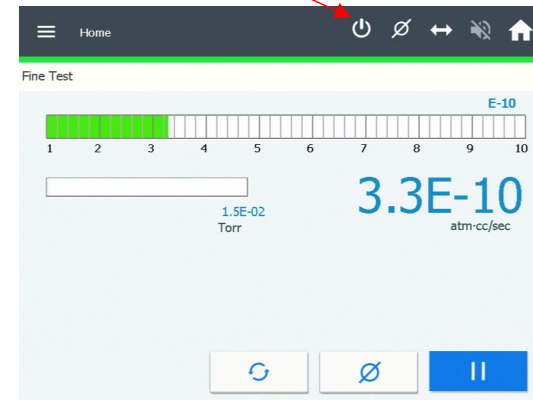 Home
Fine Test
E-10
1 2 3 4 5 6 7 8 9 10
3.3E-10
1.5E-02
atm·cc/sec
Torr